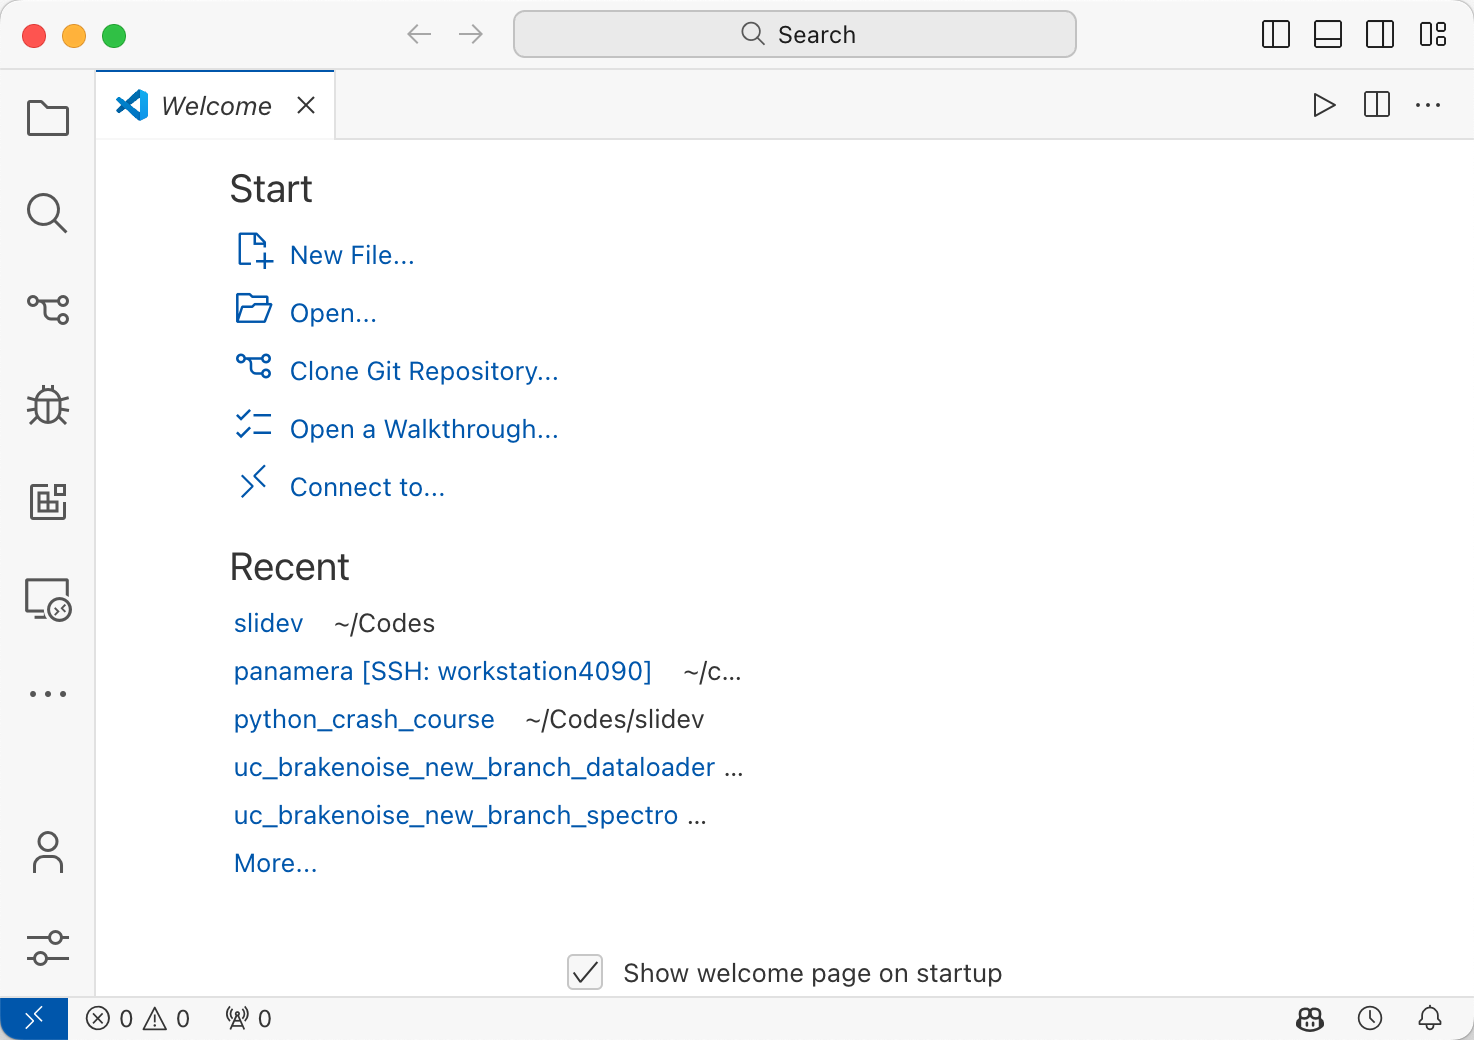 Search
Welcome
Start
New File...
Open...
Clone Git Repository...
Open a Walkthrough...
Connect to...
Recent
slidev ~/Codes
panamera [SSH: workstation4090] ~/c...
python_crash_course ~/Codes/slidev
uc_brakenoise_new_branch_dataloader ...
uc_brakenoise_new_branch_spectro ...
More...
Show welcome page on startup
0 0 0